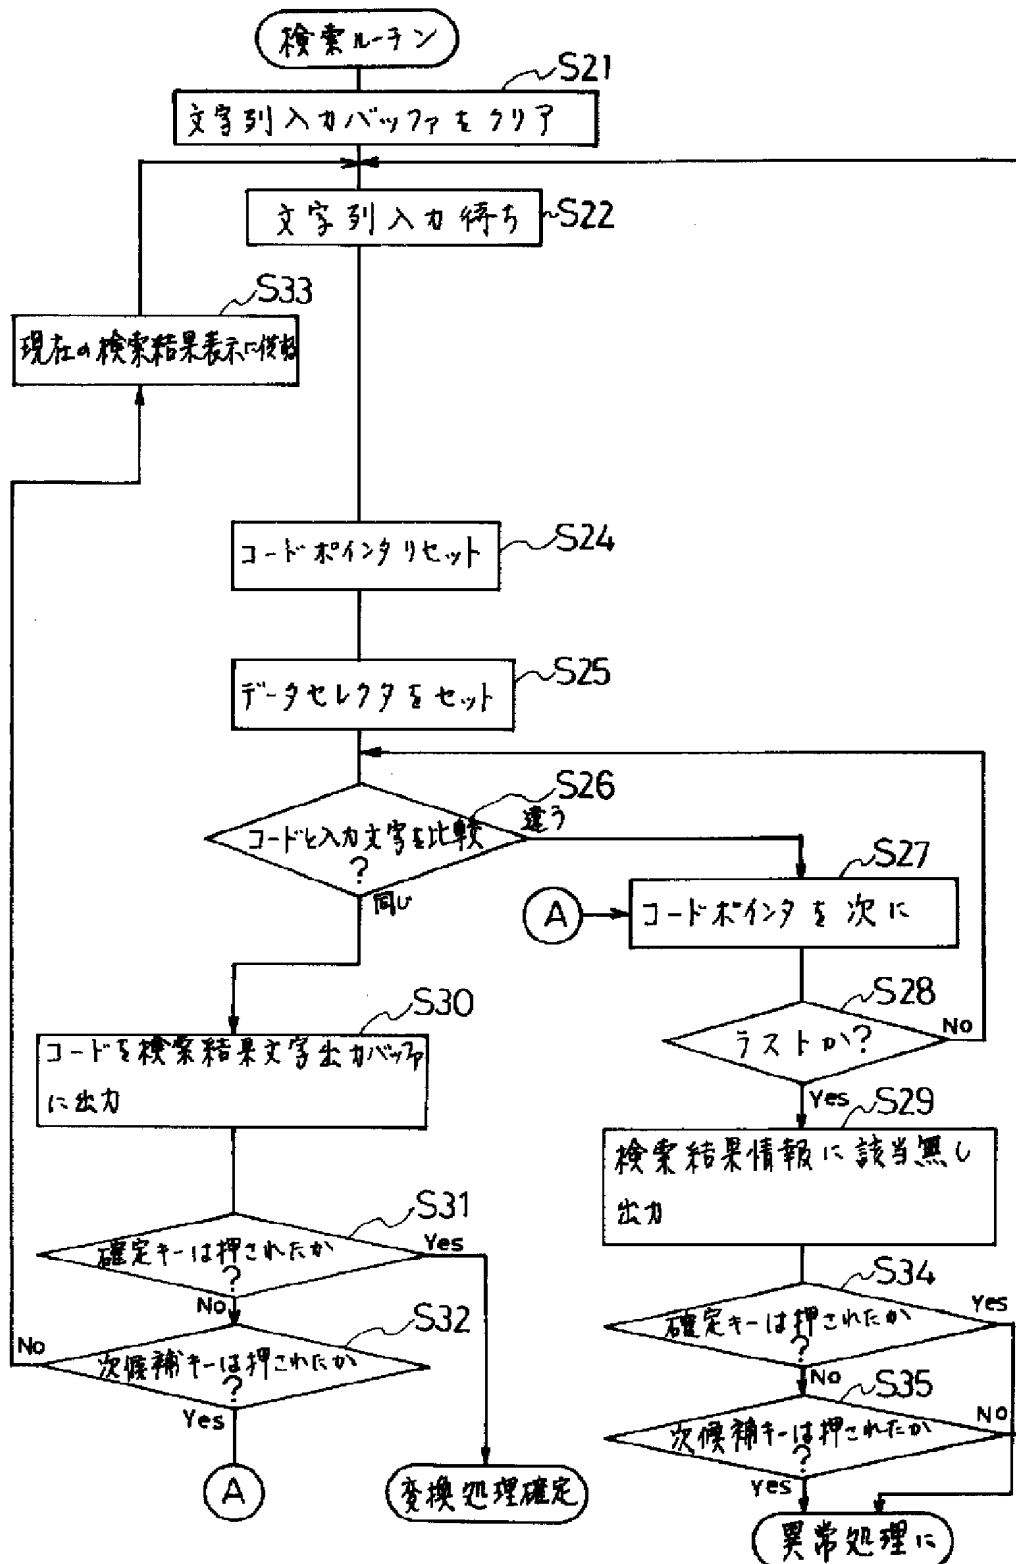 検索ルーチン
S21
文字列入力バッファをクリア
文字列入力待ち
S22
S33
現在の検索結果表示に供給
コードポインタリセット
S24
データセレクタをセット
S25
S26
コードと入力文字を比較
?
違う
同じ
S27
A
コードポインタを次に
S28
ラストか?
No
Yes
S29
検索結果情報に該当無し
出力
S30
コードを検索結果文字出力バッファ
に出力
S31
確定キーは押されたか
?
Yes
No
S32
次候補キーは押されたか
?
No
Yes
A
変換処理確定
S34
確定キーは押されたか
?
Yes
No
S35
次候補キーは押されたか
?
No
Yes
異常処理に